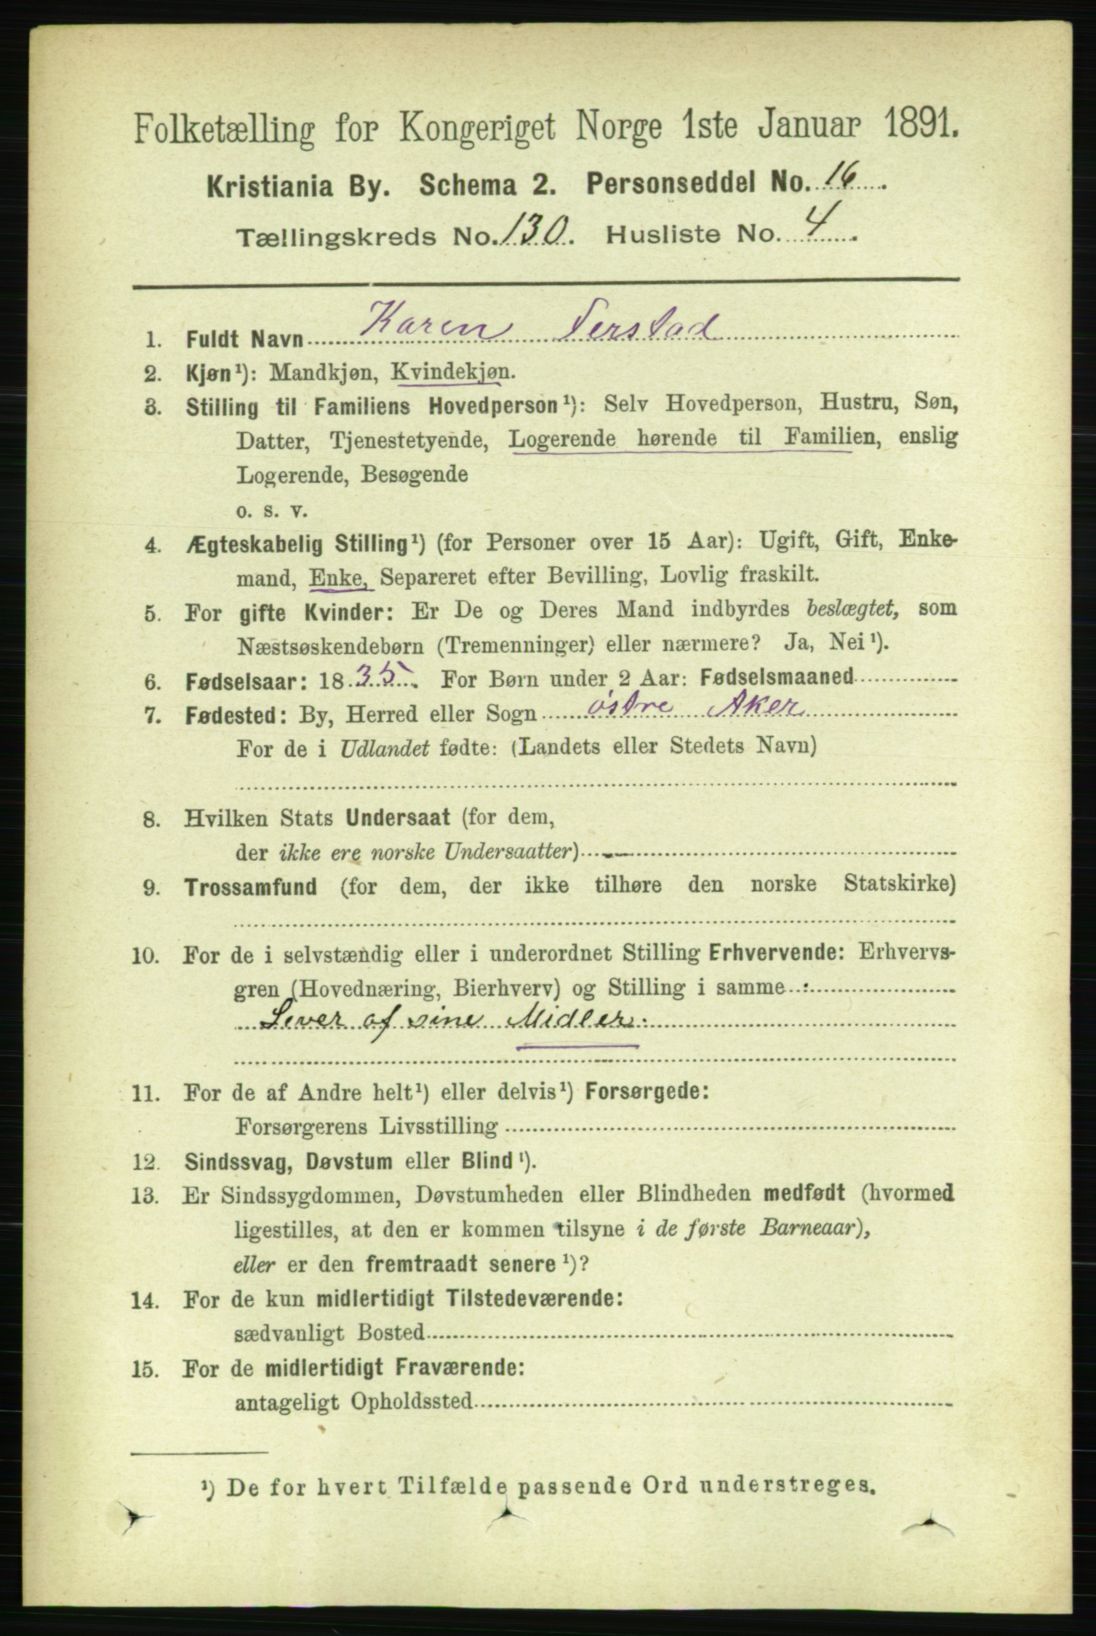 Folketælling for Kongeriget Norge 1ste Januar 1891.
Kristiania By. Schema 2. Personseddel No. 16.
Tællingskreds No. 130. Husliste No. 4.
1. Fuldt Navn Karen
2. Kjøn¹): Mandkjøn, Kvindekjøn.
3. Stilling til Familiens Hovedperson¹): Selv Hovedperson, Hustru, Søn,
Datter, Tjenestetyende, Logerende hørende til Familien, enslig
Logerende, Besøgende
o. s. v.
4. Ægteskabelig Stilling¹) (for Personer over 15 Aar): Ugift, Gift, Enke-
mand, Enke, Separeret efter Bevilling, Lovlig fraskilt.
5. For gifte Kvinder: Er De og Deres Mand indbyrdes beslægtet, som
Næstsøskendebørn (Tremenninger) eller nærmere? Ja, Nei¹).
6. Fødselsaar: 1835. For Børn under 2 Aar: Fødselsmaaned
7. Fødested: By, Herred eller Sogn østre Aker
For de i Udlandet fødte: (Landets eller Stedets Navn)
8. Hvilken Stats Undersaat (for dem,
der ikke ere norske Undersaatter) —
9. Trossamfund (for dem, der ikke tilhøre den norske Statskirke)
10. For de i selvstændig eller i underordnet Stilling Erhvervende: Erhvervs-
gren (Hovednæring, Bierhverv) og Stilling i samme :
Lever af sine Midler.
11. For de af Andre helt¹) eller delvis¹) Forsørgede:
Forsørgerens Livsstilling
12. Sindssvag, Døvstum eller Blind¹).
13. Er Sindssygdommen, Døvstumheden eller Blindheden medfødt (hvormed
ligestilles, at den er kommen tilsyne i de første Barneaar),
eller er den fremtraadt senere¹)?
14. For de kun midlertidigt Tilstedeværende:
sædvanligt Bosted
15. For de midlertidigt Fraværende:
antageligt Opholdssted
¹) De for hvert Tilfælde passende Ord understreges.